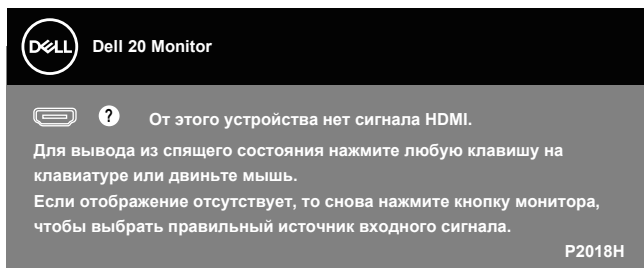 DELL Dell 20 Monitor
? От этого устройства нет сигнала HDMI.
Для вывода из спящего состояния нажмите любую клавишу на
клавиатуре или двиньте мышь.
Если отображение отсутствует, то снова нажмите кнопку монитора,
чтобы выбрать правильный источник входного сигнала.
P2018H